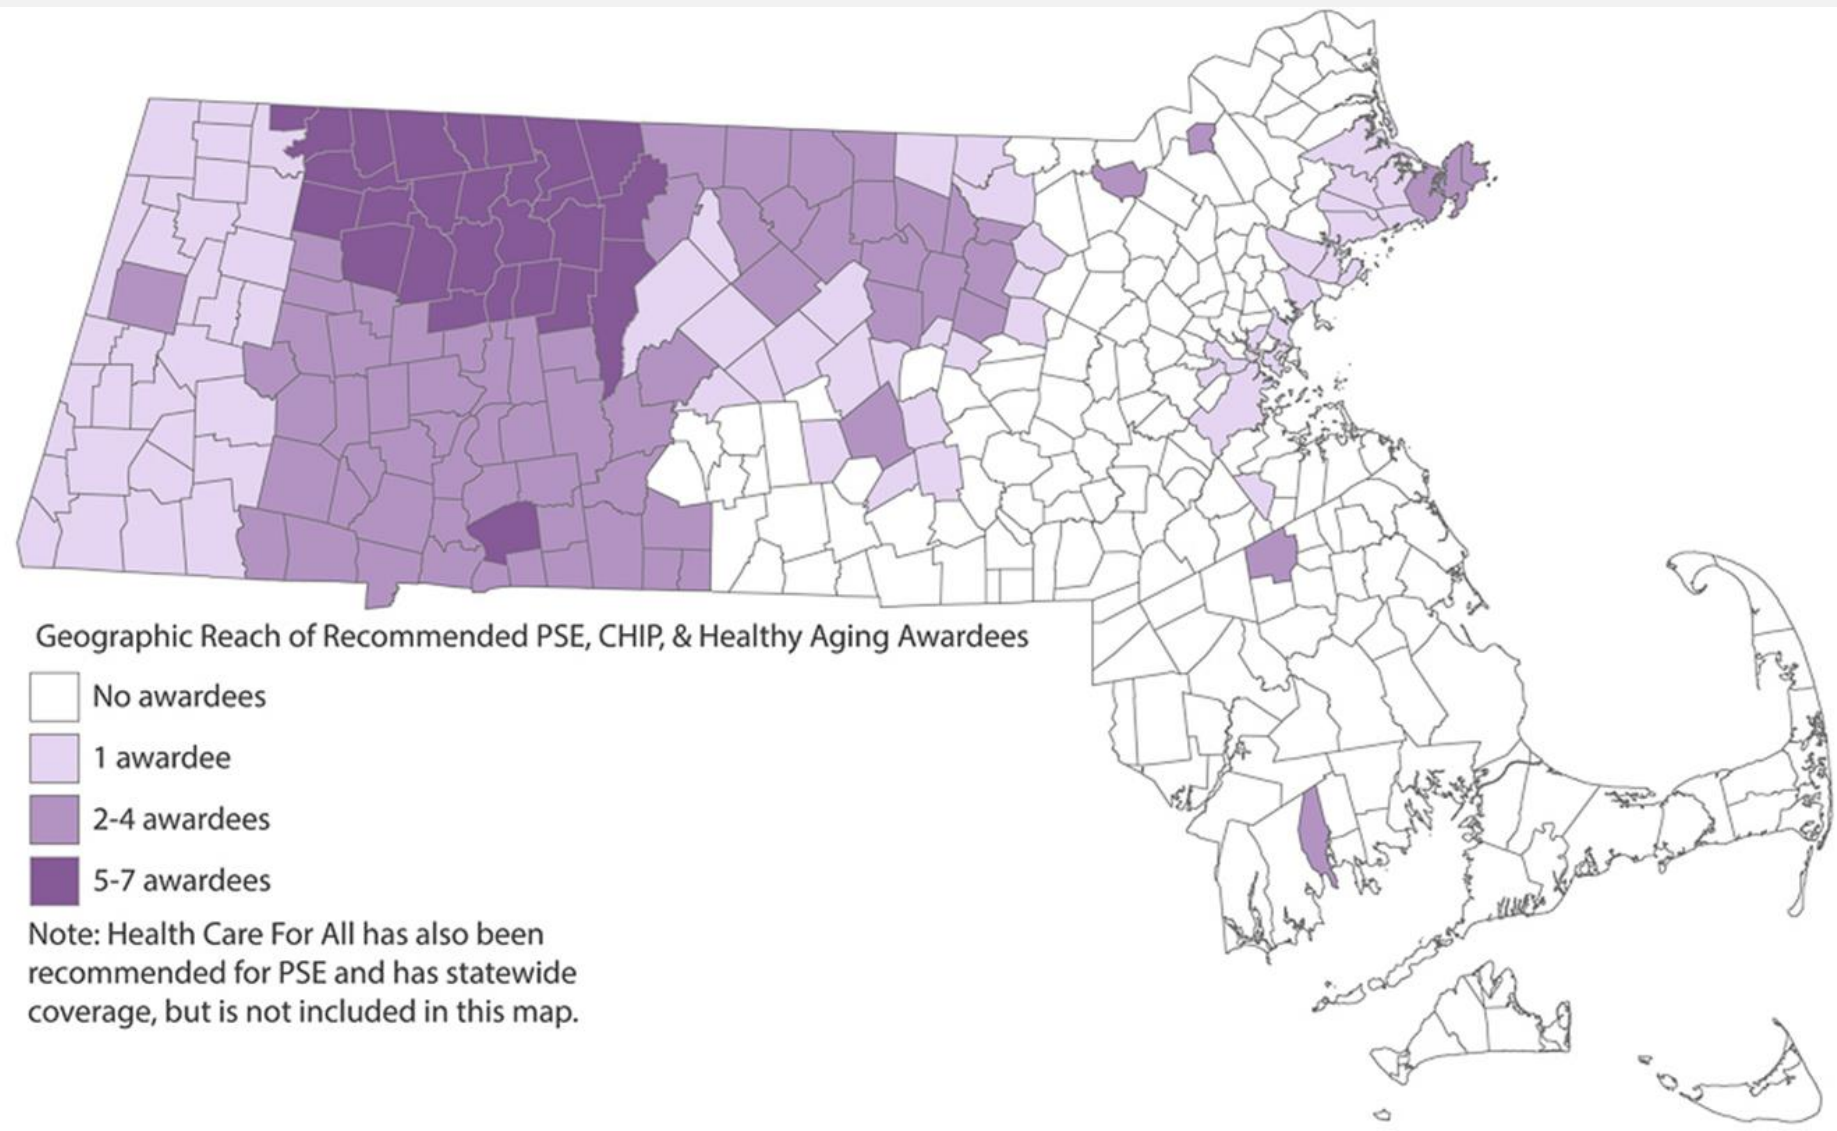 Geographic Reach of Recommended PSE, CHIP, & Healthy Aging Awardees
No awardees
1 awardee
2-4 awardees
5-7 awardees
Note: Health Care For All has also been
recommended for PSE and has statewide
coverage, but is not included in this map.